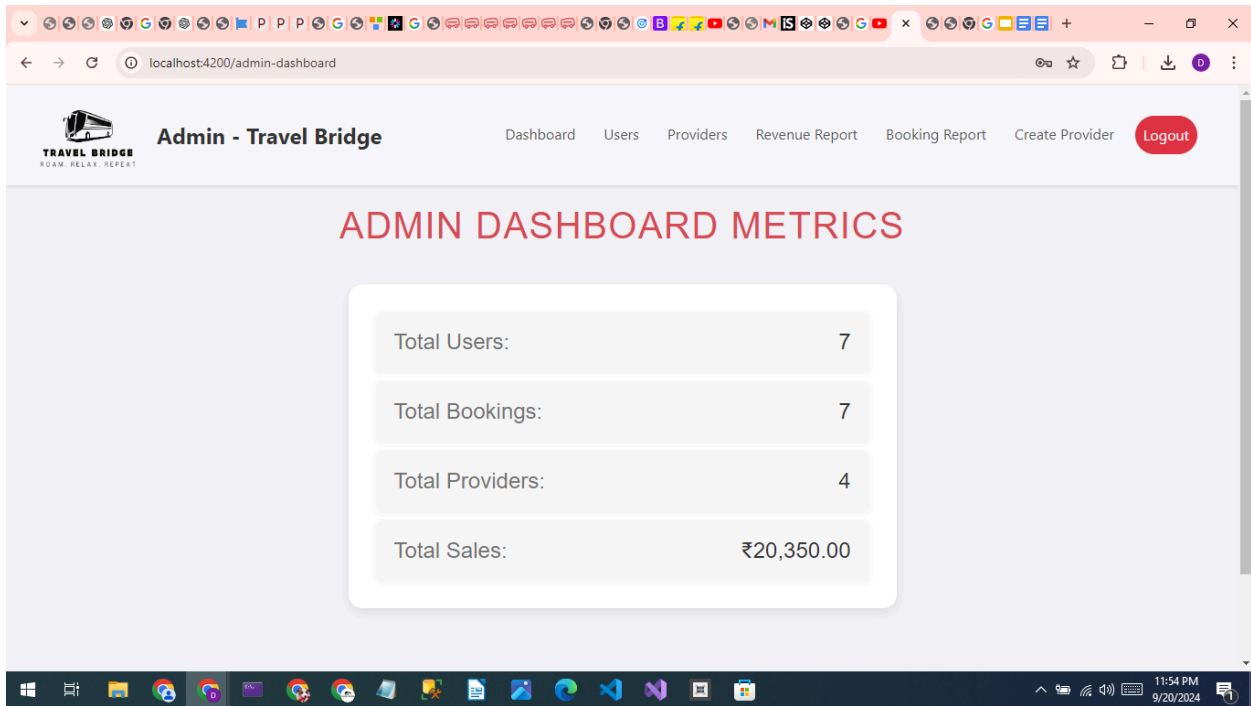 localhost:4200/admin-dashboard
TRAVEL BRIDGE
ROAM. RELAX. REPEAT
Admin - Travel Bridge
Dashboard Users Providers Revenue Report Booking Report Create Provider Logout
ADMIN DASHBOARD METRICS
Total Users: 7
Total Bookings: 7
Total Providers: 4
Total Sales: ₹20,350.00
11:54 PM
9/20/2024